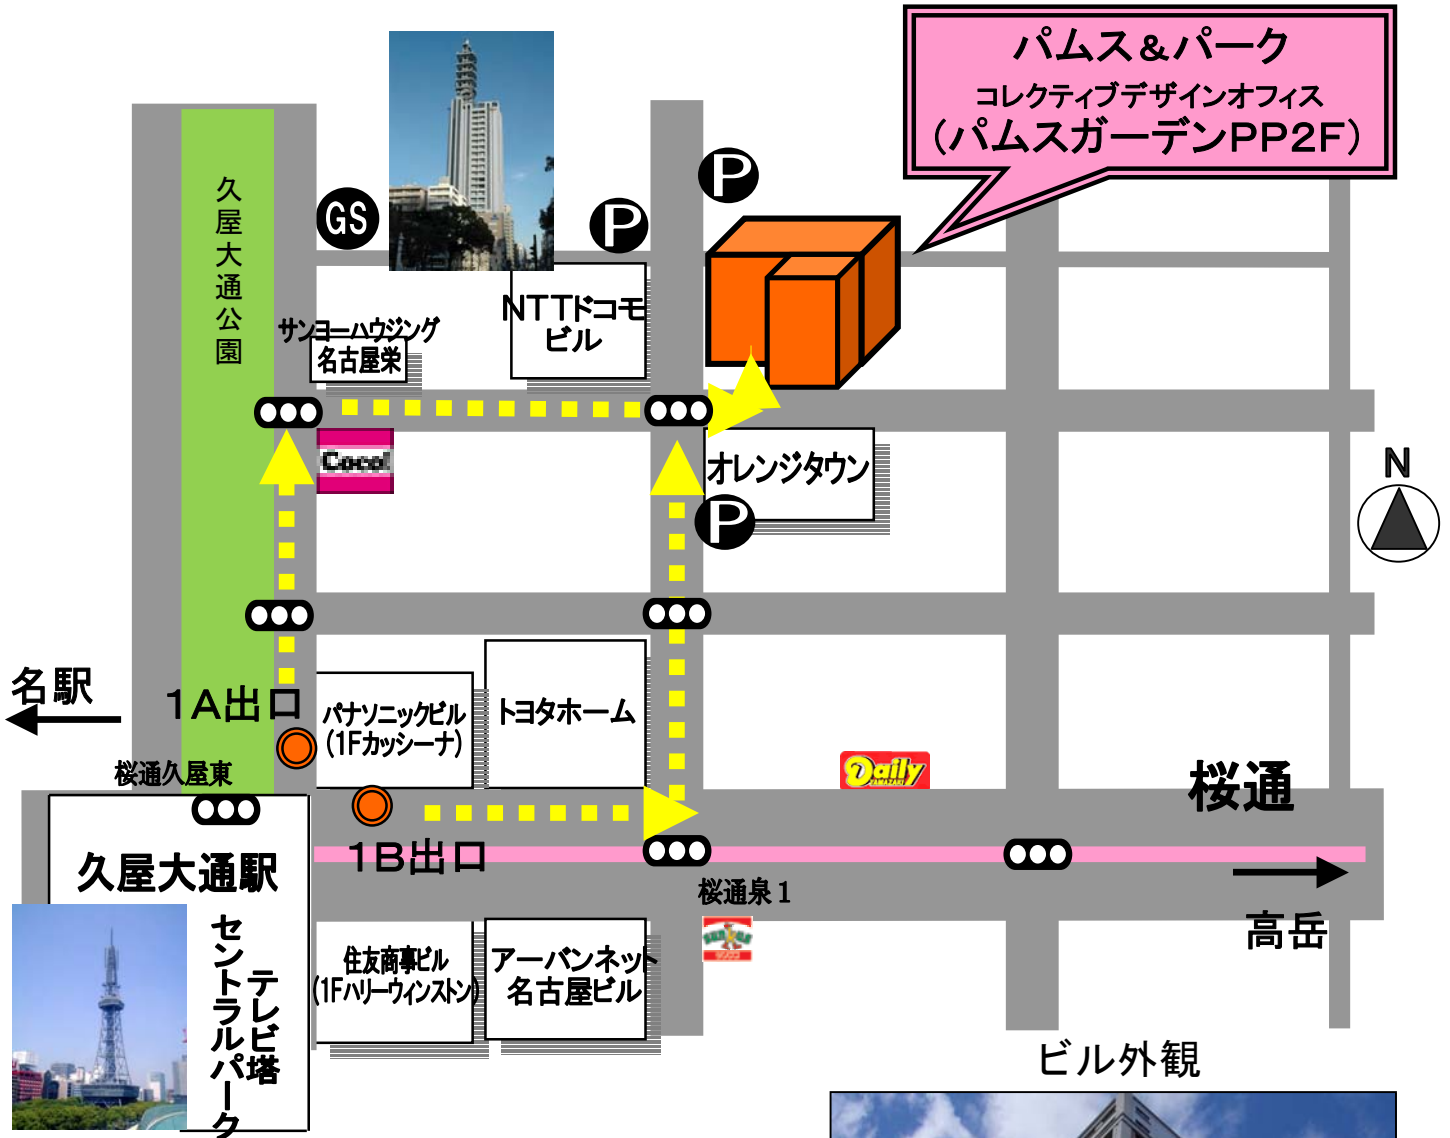 パムス＆パーク
コレクティブデザインオフィス
（パムスガーデンPP2F）
久屋大通公園
GS
P
P
NTTドコモ
ビル
サンヨーハウジング
名古屋栄
Coco!
オレンジタウン
P
N
名駅
1A出口
パナソニックビル
(1Fカッシーナ)
トヨタホーム
桜通久屋東
Daily
YAMAZAKI
桜通
久屋大通駅
1B出口
桜通泉1
高岳
テレビ塔
セントラルパーク
住友商事ビル
(1Fハリーウィンストン)
アーバンネット
名古屋ビル
ビル外観